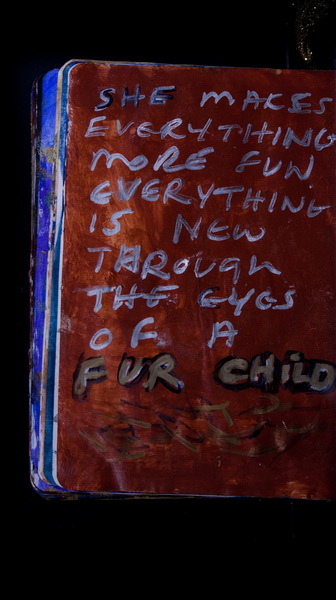 SHE MAKES
EVERYTHING
MORE FUN
EVERYTHING
IS NEW
THROUGH
THE EYES
OF A
FUR CHILD